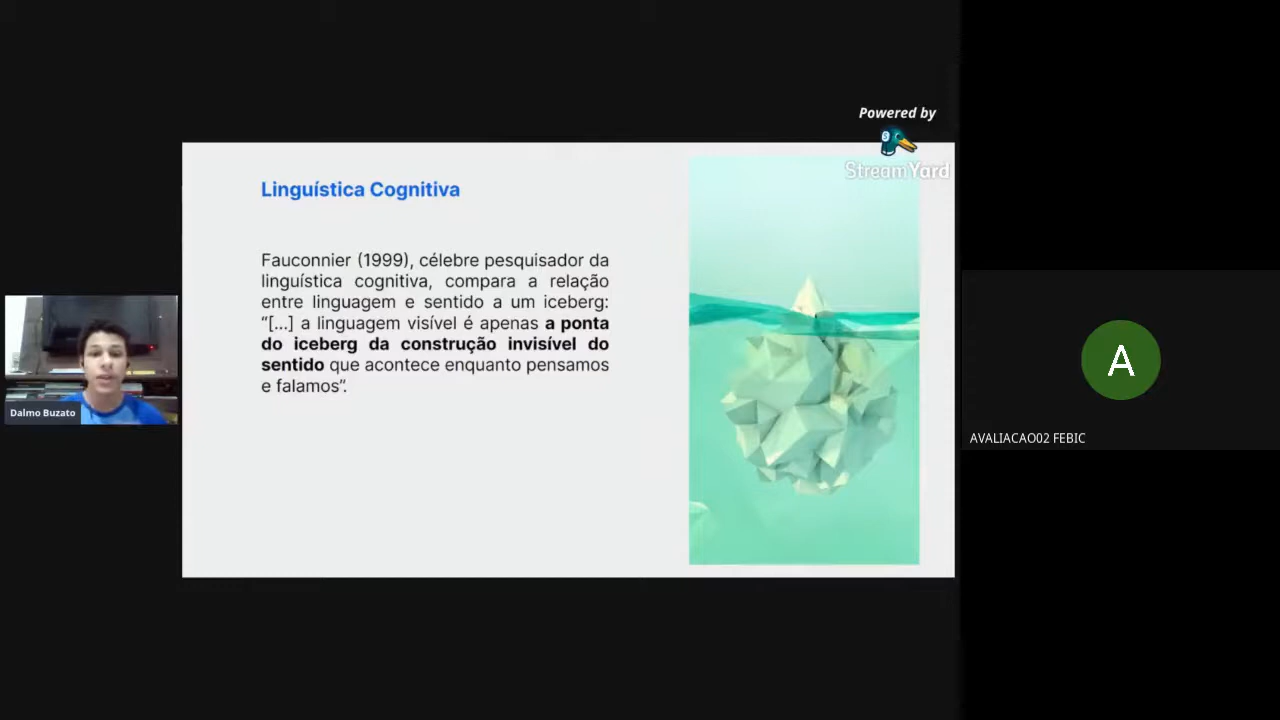 Powered by
StreamYard
Linguística Cognitiva
Fauconnier (1999), célebre pesquisador da
linguística cognitiva, compara a relação
entre linguagem e sentido a um iceberg:
“[...] a linguagem visível é apenas a ponta
do iceberg da construção invisível do
sentido que acontece enquanto pensamos
e falamos”.
Dalmo Buzato
A
AVALIACAO02 FEBIC